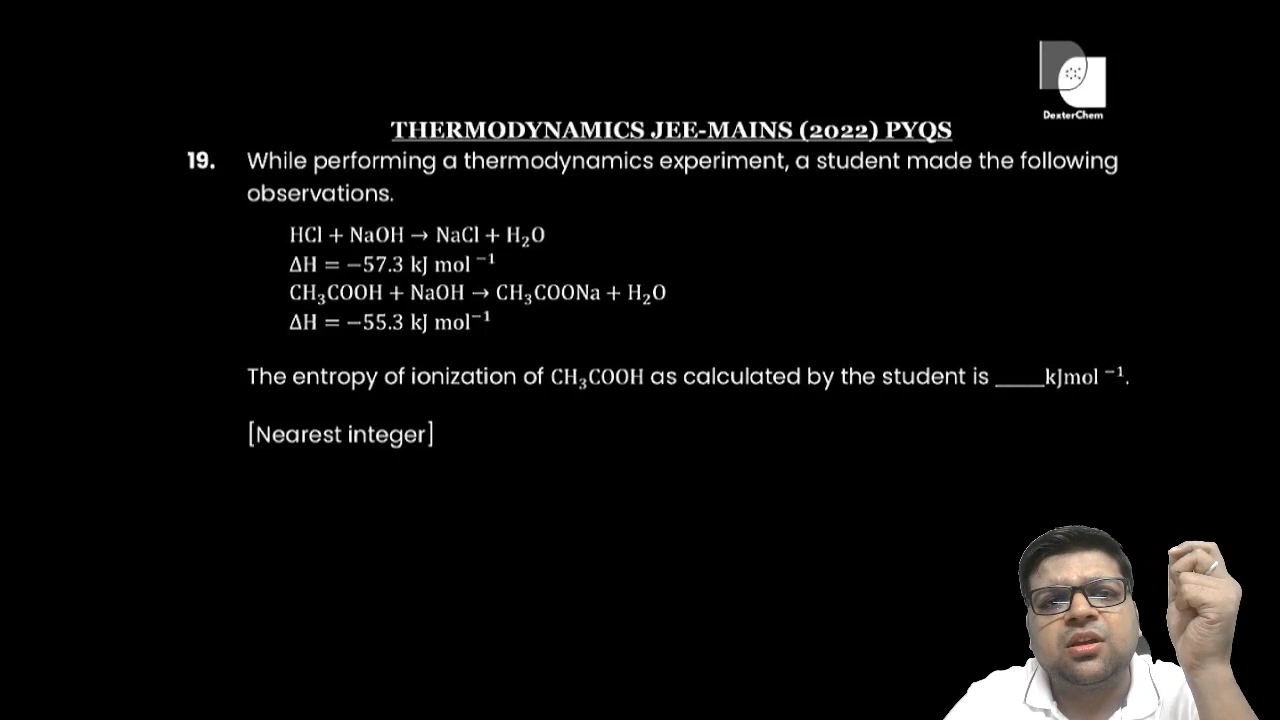 DexterChem
THERMODYNAMICS JEE-MAINS (2022) PYQS
19. While performing a thermodynamics experiment, a student made the following
observations.
HCl + NaOH → NaCl + H₂O
ΔH = −57.3 kJ mol ⁻¹
CH₃COOH + NaOH → CH₃COONa + H₂O
ΔH = −55.3 kJ mol⁻¹
The entropy of ionization of CH₃COOH as calculated by the student is ____kJmol ⁻¹.
[Nearest integer]